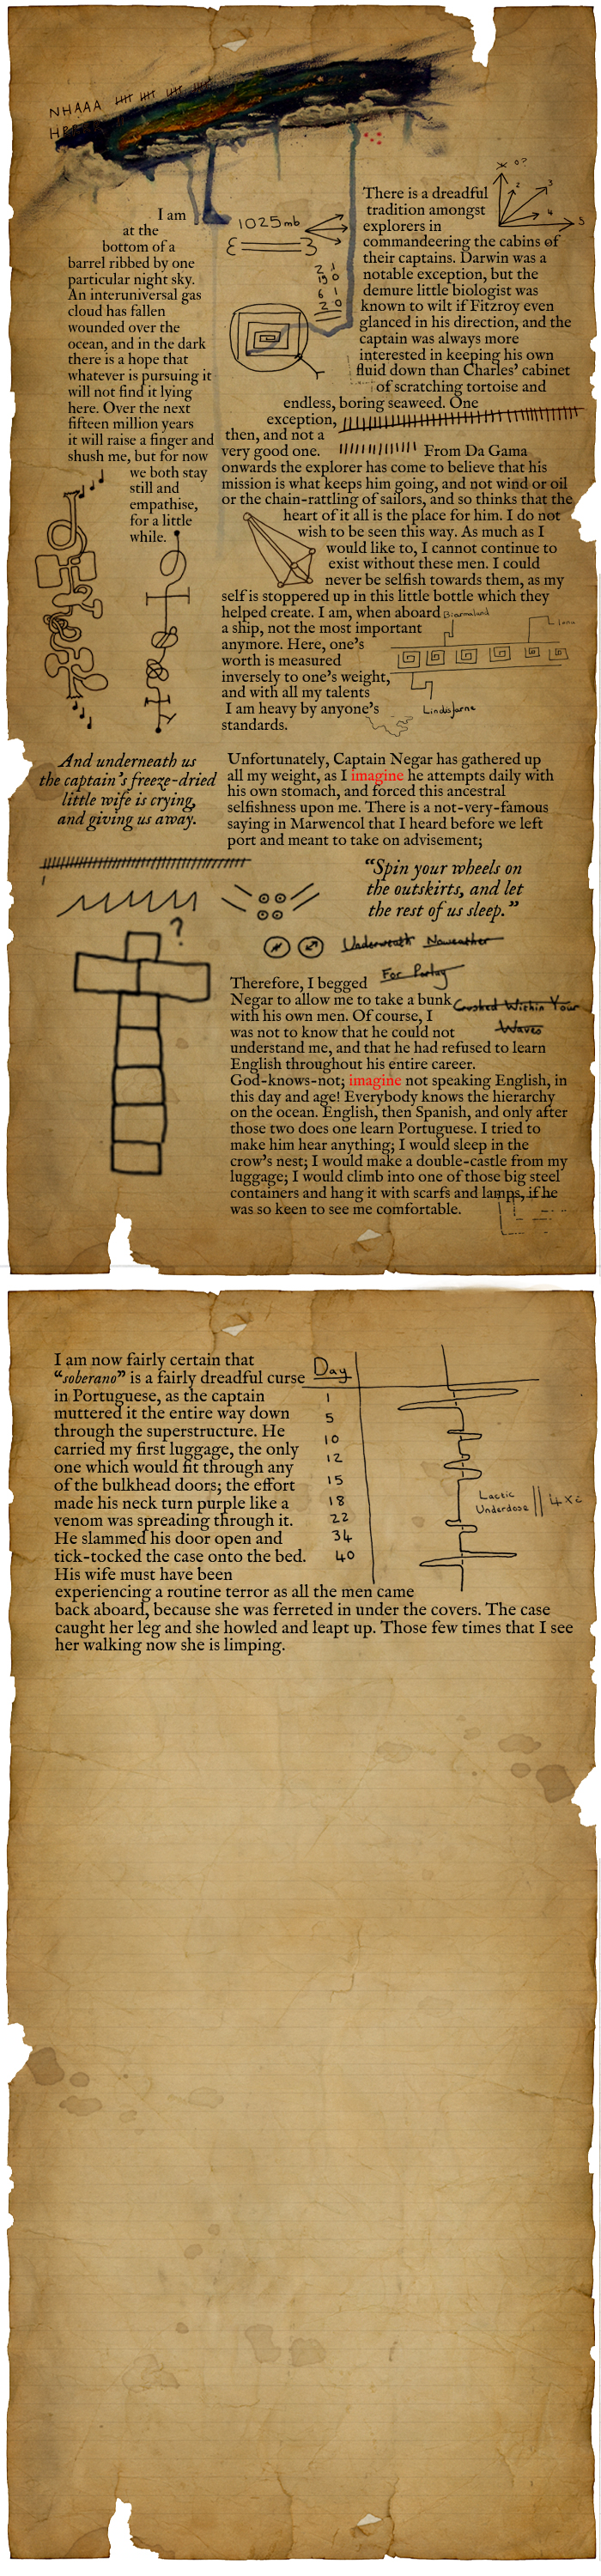 NHAAA
I am
at the
bottom of a
barrel ribbed by one
particular night sky.
An interuniversal gas
cloud has fallen
wounded over the
ocean, and in the dark
there is a hope that
whatever is pursuing it
will not find it lying
here. Over the next
fifteen million years
it will raise a finger and
shush me, but for now
we both stay
still and
empathise,
for a little
while.
And underneath us
the captain's freeze-dried
little wife is crying,
and giving us away.
1025mb
0?
2
3
4
5
There is a dreadful
tradition amongst
explorers in
commandeering the cabins of
their captains. Darwin was a
notable exception, but the
demure little biologist was
known to wilt if Fitzroy even
glanced in his direction, and the
captain was always more
interested in keeping his own
fluid down than Charles' cabinet
of scratching tortoise and
endless, boring seaweed. One
exception,
then, and not a
very good one.
From Da Gama
onwards the explorer has come to believe that his
mission is what keeps him going, and not wind or oil
or the chain-rattling of sailors, and so thinks that the
heart of it all is the place for him. I do not
wish to be seen this way. As much as I
would like to, I cannot continue to
exist without these men. I could
never be selfish towards them, as my
self is stoppered up in this little bottle which they
helped create. I am, when aboard
a ship, not the most important
anymore. Here, one's
worth is measured
inversely to one's weight,
and with all my talents
I am heavy by anyone's
standards.
Biarmaland
Iona
Lindisfarne
Unfortunately, Captain Negar has gathered up
all my weight, as I imagine he attempts daily with
his own stomach, and forced this ancestral
selfishness upon me. There is a not-very-famous
saying in Marwencol that I heard before we left
port and meant to take on advisement;
“Spin your wheels on
the outskirts, and let
the rest of us sleep.”
?
Underneath Noweather
For Parlay
Crushed Within Your
Waves
Therefore, I begged
Negar to allow me to take a bunk
with his own men. Of course, I
was not to know that he could not
understand me, and that he had refused to learn
English throughout his entire career.
God-knows-not; imagine not speaking English, in
this day and age! Everybody knows the hierarchy
on the ocean. English, then Spanish, and only after
those two does one learn Portuguese. I tried to
make him hear anything; I would sleep in the
crow's nest; I would make a double-castle from my
luggage; I would climb into one of those big steel
containers and hang it with scarfs and lamps, if he
was so keen to see me comfortable.
I am now fairly certain that
“soberano” is a fairly dreadful curse
in Portuguese, as the captain
muttered it the entire way down
through the superstructure. He
carried my first luggage, the only
one which would fit through any
of the bulkhead doors; the effort
made his neck turn purple like a
venom was spreading through it.
He slammed his door open and
tick-tocked the case onto the bed.
His wife must have been
experiencing a routine terror as all the men came
back aboard, because she was ferreted in under the covers. The case
caught her leg and she howled and leapt up. Those few times that I see
her walking now she is limping.
Day
1
5
10
12
15
18
22
34
40
Lactic
Underdose